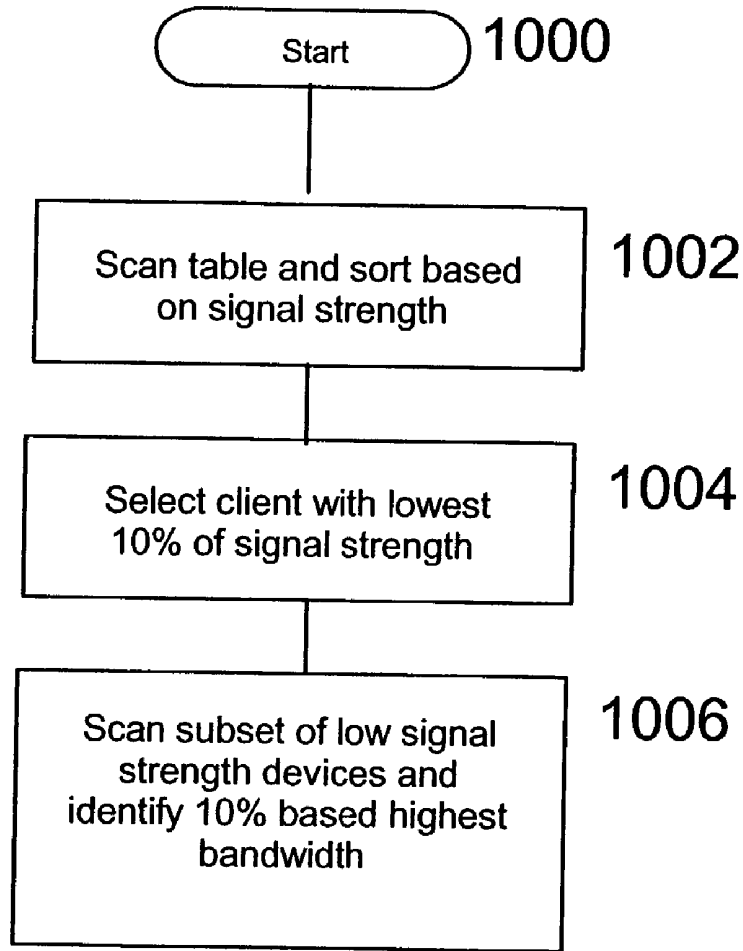 Start
1000
Scan table and sort based
on signal strength
1002
Select client with lowest
10% of signal strength
1004
Scan subset of low signal
strength devices and
identify 10% based highest
bandwidth
1006